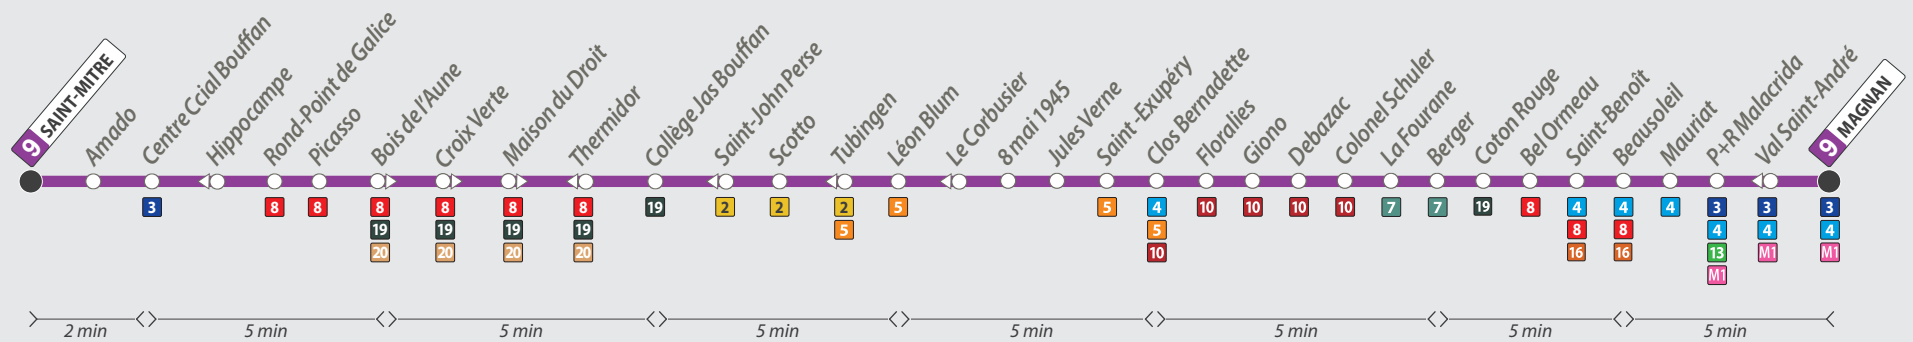 9 SAINT-MITRE
Amado
Centre Ccial Bouffan
Hippocampe
Rond-Point de Galice
Picasso
Bois de l'Aune
Croix Verte
Maison du Droit
Thermidor
Collège Jas Bouffan
Saint-John Perse
Scotto
Tubingen
Léon Blum
Le Corbusier
8 mai 1945
Jules Verne
Saint-Exupéry
Clos Bernadette
Floralies
Giono
Debazac
Colonel Schuler
La Fourane
Berger
Coton Rouge
Bel Ormeau
Saint-Benoît
Beausoleil
Mauriat
P+R Malacrida
Val Saint-André
9 MAGNAN
3 8 8 8 8 8 8 19 2 2 2 5 5 4 10 10 10 10 7 7 19 8 4 4 4 3 3 3
19 19 19 19 5 5 8 8 4 4 4
20 20 20 20 10 16 16 13 M1 M1
M1
2 min 5 min 5 min 5 min 5 min 5 min 5 min 5 min